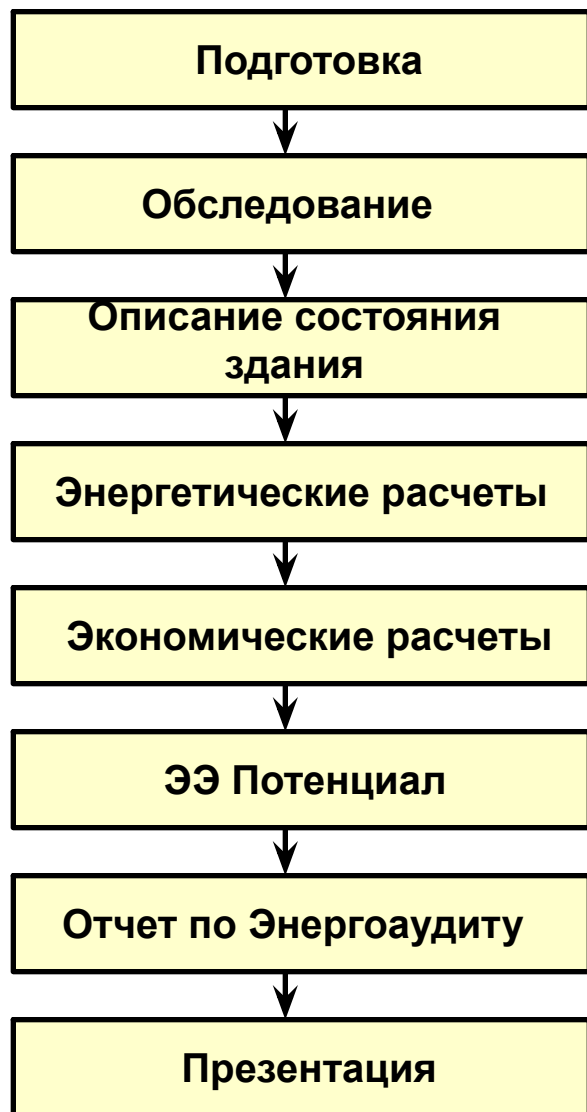 Подготовка
Обследование
Описание состояния
здания
Энергетические расчеты
Экономические расчеты
ЭЭ Потенциал
Отчет по Энергоаудиту
Презентация